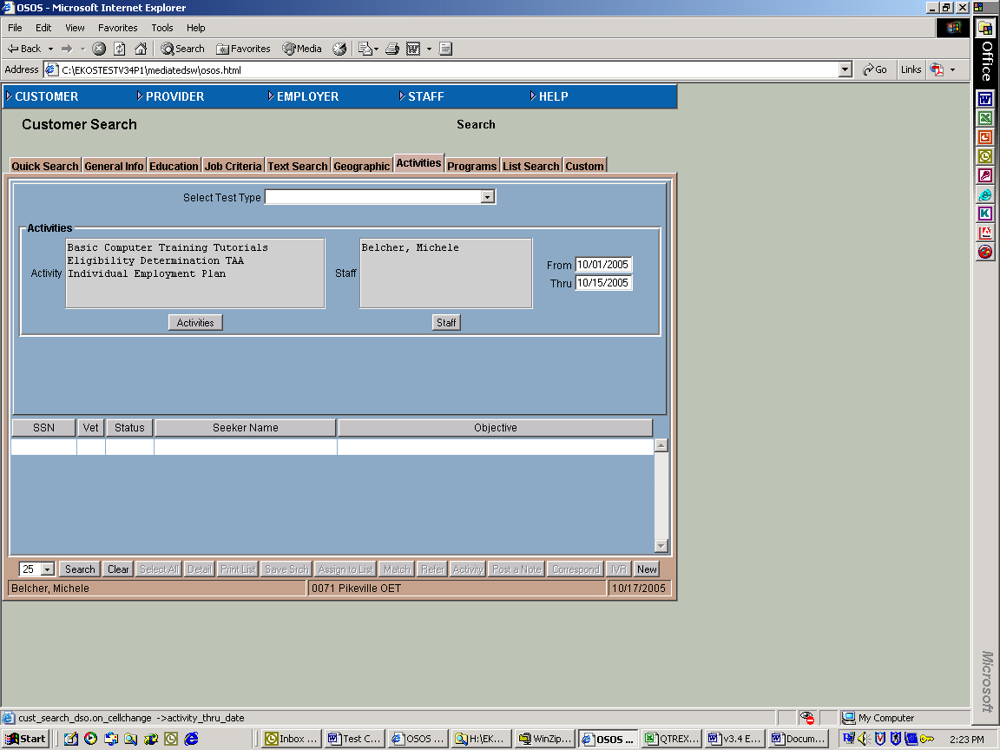 OSOS - Microsoft Internet Explorer
File Edit View Favorites Tools Help
Back Search Favorites Media
Address C:\EKOSTESTV34P1\mediatedsw\osos.html Go Links
Office
CUSTOMER PROVIDER EMPLOYER STAFF HELP
Customer Search Search
Quick Search General Info Education Job Criteria Text Search Geographic Activities Programs List Search Custom
Select Test Type
Activities
Activity
Basic Computer Training Tutorials
Eligibility Determination TAA
Individual Employment Plan
Staff
Belcher, Michele
From 10/01/2005
Thru 10/15/2005
Activities Staff
SSN Vet Status Seeker Name Objective
25 Search Clear Select All Detail Print List Save Srch Assign to List Match Refer Activity Post a Note Correspond IVR New
Belcher, Michele 0071 Pikeville OET 10/17/2005
Microsoft
cust_search_dso.on_cellchange ->activity_thru_date My Computer
Start Inbox ... Test C... OSOS ... H:\EK... WinZip... OSOS ... QTREX... v3.4 E... Docum... 2:23 PM